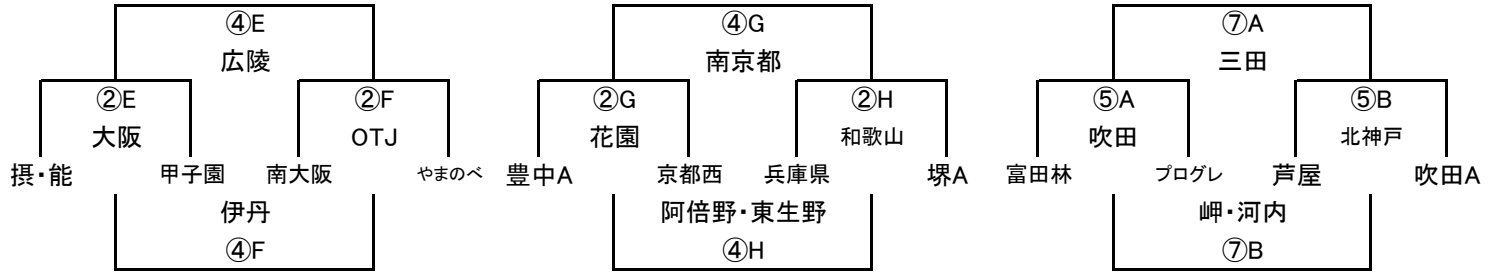 ④E ④G ⑦A
広陵 南京都 三田
②E ②F ②G ②H ⑤A ⑤B
大阪 OTJ 花園 和歌山 吹田 北神戸
摂・能 甲子園 南大阪 やまのべ 豊中A 京都西 兵庫県 堺A 富田林 プログレ 芦屋 吹田A
伊丹 阿倍野・東生野 岬・河内
④F ④H ⑦B